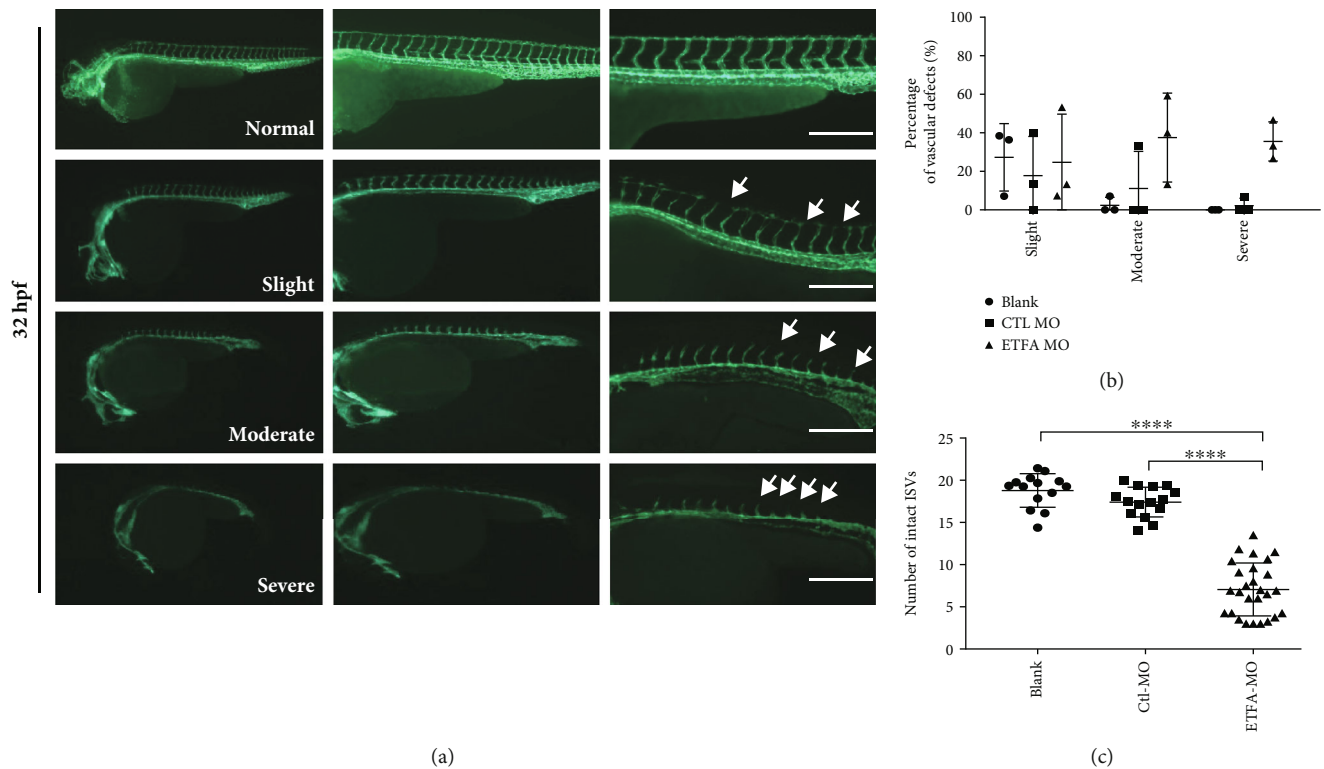 32 hpf
Normal
Slight
Moderate
Severe
(a)
Percentage
of vascular defects (%)
100
80
60
40
20
0
Slight
Moderate
Severe
Blank
CTL MO
ETFA MO
(b)
Number of intact ISVs
25
20
15
10
5
0
****
****
Blank
Ctl-MO
ETFA-MO
(c)